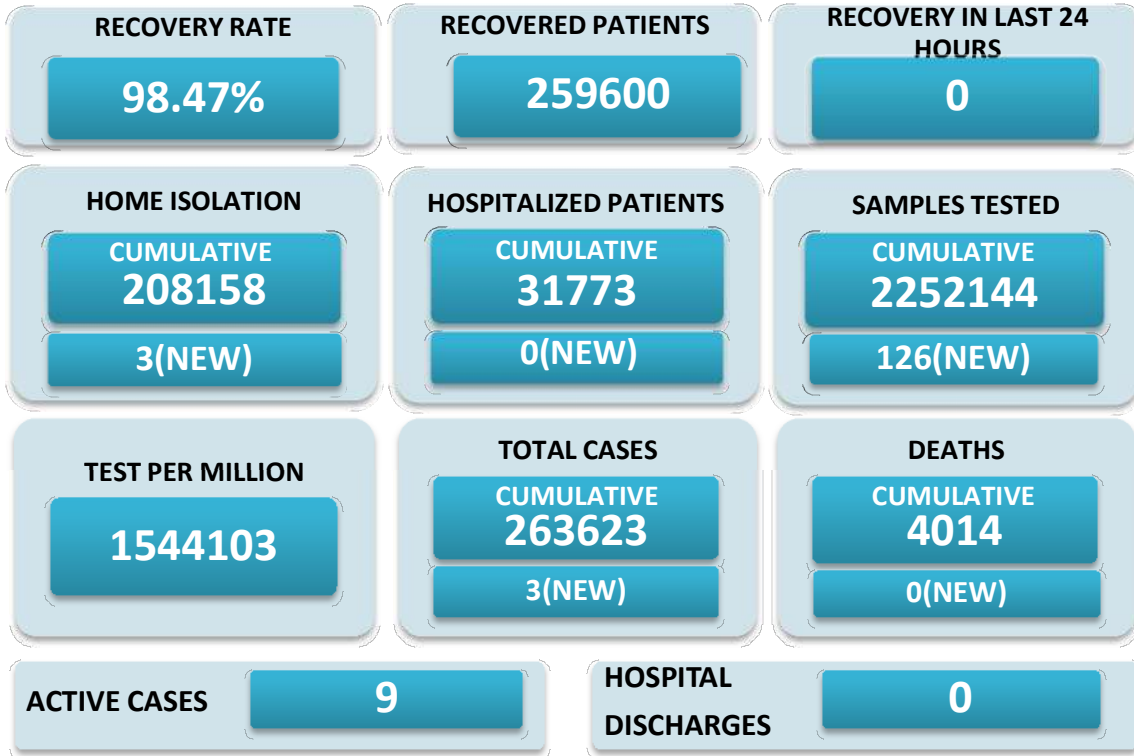 RECOVERY RATE
98.47%
RECOVERED PATIENTS
259600
RECOVERY IN LAST 24
HOURS
0
HOME ISOLATION
CUMULATIVE
208158
3(NEW)
HOSPITALIZED PATIENTS
CUMULATIVE
31773
0(NEW)
SAMPLES TESTED
CUMULATIVE
2252144
126(NEW)
TEST PER MILLION
1544103
TOTAL CASES
CUMULATIVE
263623
3(NEW)
DEATHS
CUMULATIVE
4014
0(NEW)
ACTIVE CASES
9
HOSPITAL
DISCHARGES
0